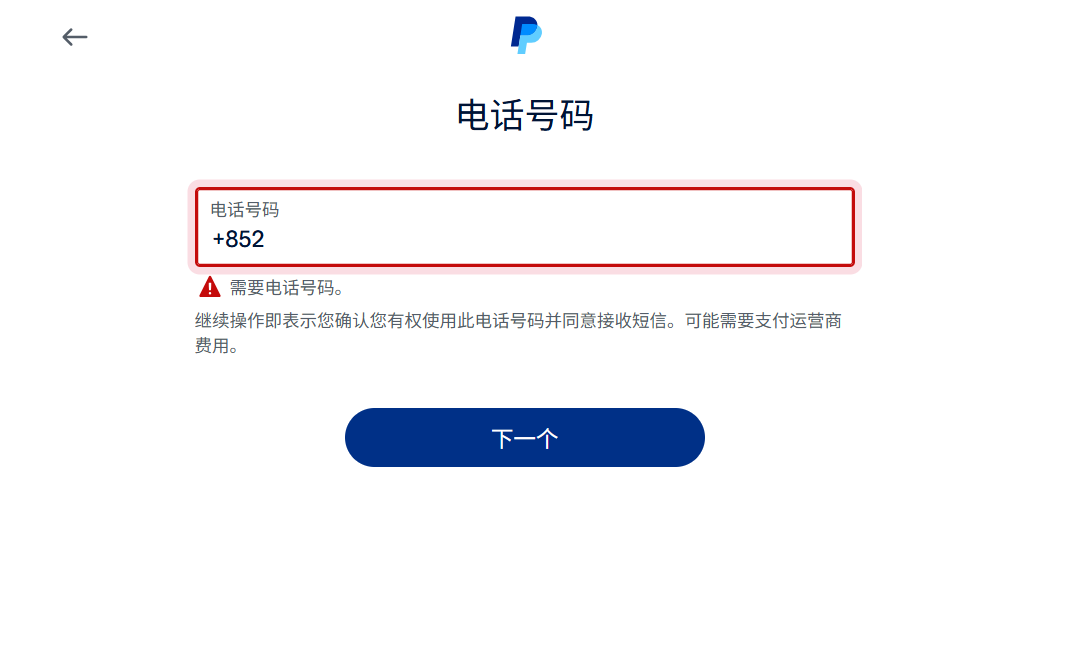 电话号码
电话号码
+852
需要电话号码。
继续操作即表示您确认您有权使用此电话号码并同意接收短信。可能需要支付运营商
费用。
下一个